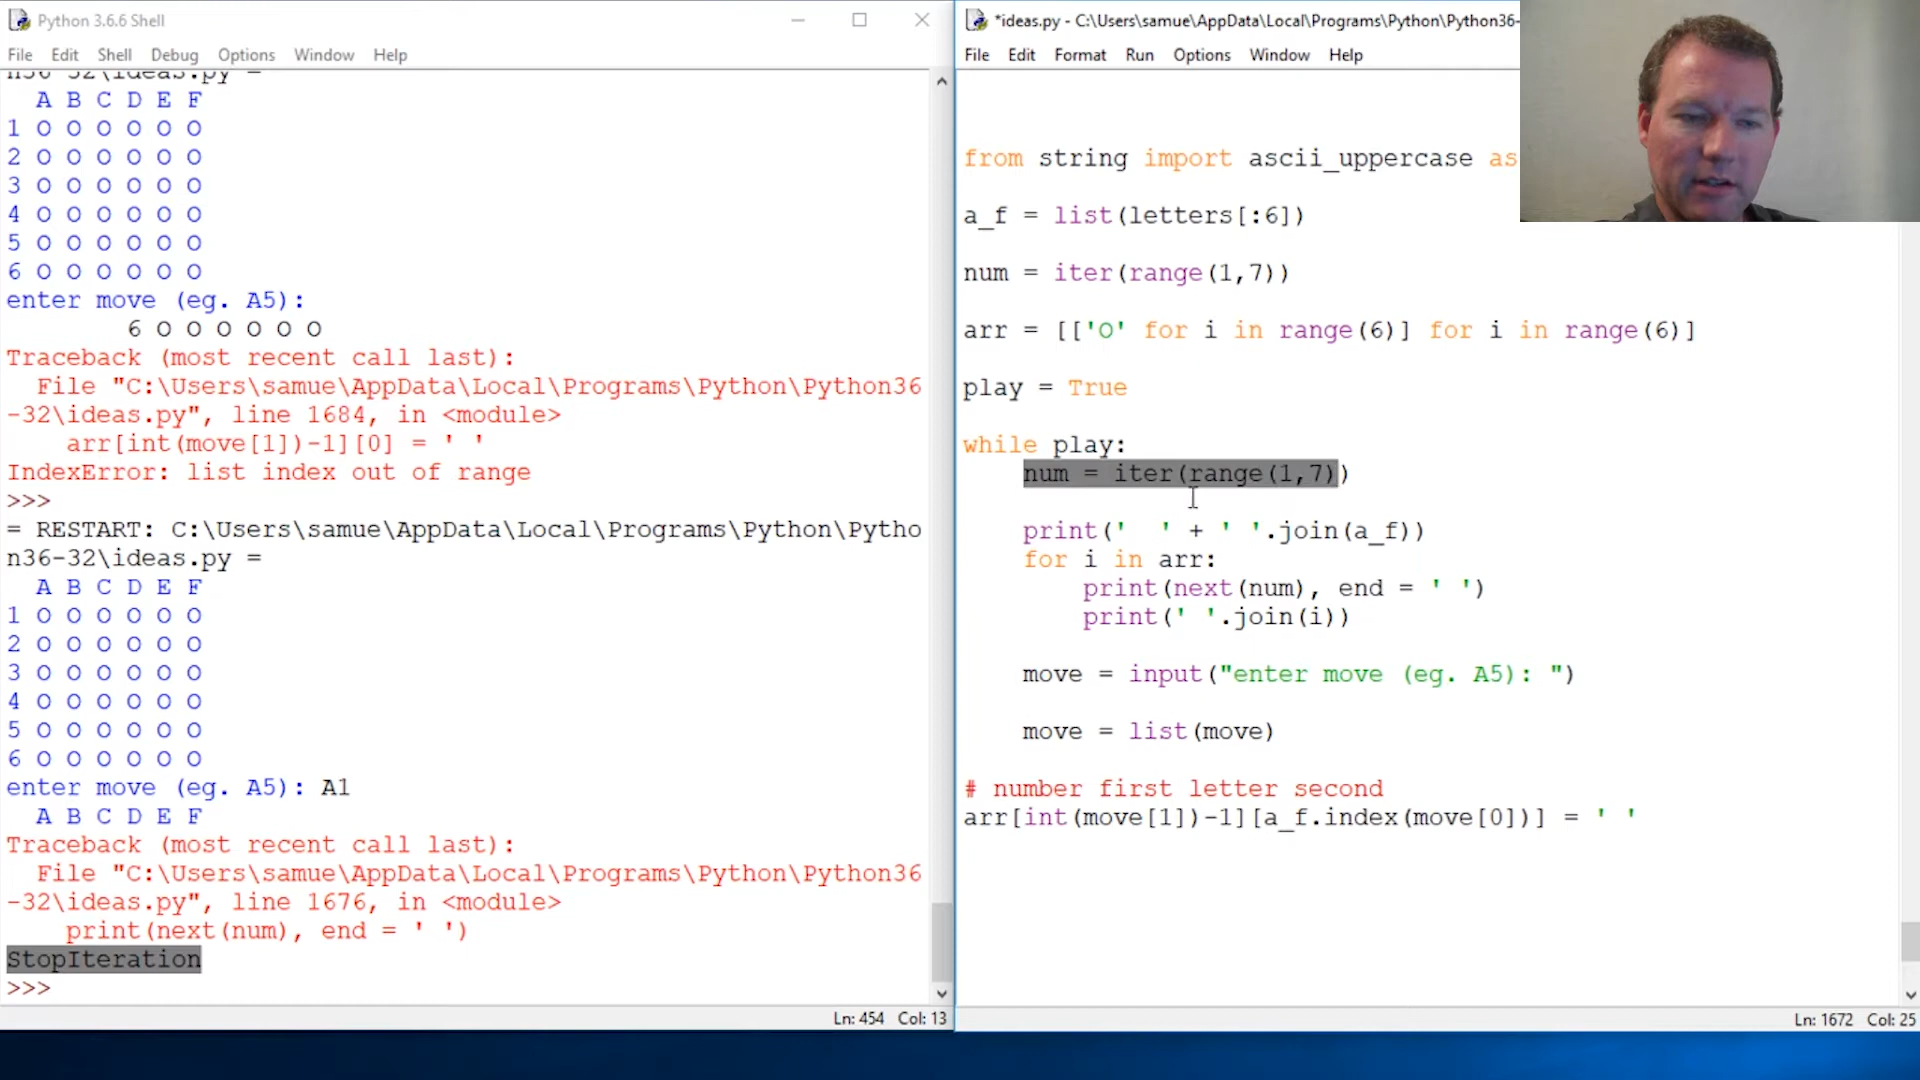 Python 3.6.6 Shell
File Edit Shell Debug Options Window Help
n36-32\ideas.py =
  A B C D E F
1 O O O O O O
2 O O O O O O
3 O O O O O O
4 O O O O O O
5 O O O O O O
6 O O O O O O
enter move (eg. A5):
        6 O O O O O O
Traceback (most recent call last):
  File "C:\Users\samue\AppData\Local\Programs\Python\Python36
-32\ideas.py", line 1684, in <module>
    arr[int(move[1])-1][0] = ' '
IndexError: list index out of range
>>>
= RESTART: C:\Users\samue\AppData\Local\Programs\Python\Pytho
n36-32\ideas.py =
  A B C D E F
1 O O O O O O
2 O O O O O O
3 O O O O O O
4 O O O O O O
5 O O O O O O
6 O O O O O O
enter move (eg. A5): A1
  A B C D E F
Traceback (most recent call last):
  File "C:\Users\samue\AppData\Local\Programs\Python\Python36
-32\ideas.py", line 1676, in <module>
    print(next(num), end = ' ')
StopIteration
>>>
Ln: 454 Col: 13
*ideas.py - C:\Users\samue\AppData\Local\Programs\Python\Python36-
File Edit Format Run Options Window Help
from string import ascii_uppercase as
a_f = list(letters[:6])
num = iter(range(1,7))
arr = [['O' for i in range(6)] for i in range(6)]
play = True
while play:
    num = iter(range(1,7))
    print('  ' + ' '.join(a_f))
    for i in arr:
        print(next(num), end = ' ')
        print(' '.join(i))
    move = input("enter move (eg. A5): ")
    move = list(move)
# number first letter second
arr[int(move[1])-1][a_f.index(move[0])] = ' '
Ln: 1672 Col: 25